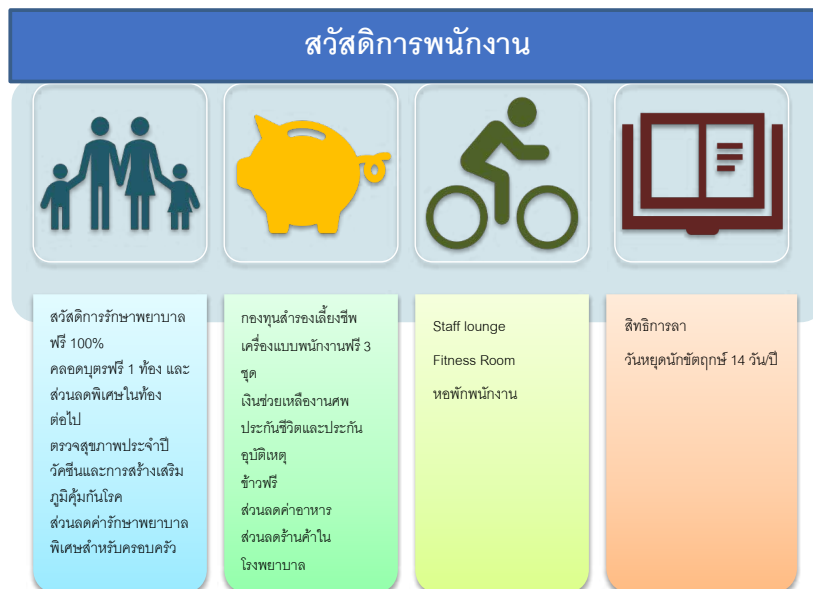 สวัสดิการพนักงาน
สวัสดิการรักษาพยาบาล
ฟรี 100%
คลอดบุตรฟรี 1 ท้อง และ
ส่วนลดพิเศษในท้อง
ต่อไป
ตรวจสุขภาพประจำปี
วัคซีนและการสร้างเสริม
ภูมิคุ้มกันโรค
ส่วนลดค่ารักษาพยาบาล
พิเศษสำหรับครอบครัว
กองทุนสำรองเลี้ยงชีพ
เครื่องแบบพนักงานฟรี 3
ชุด
เงินช่วยเหลืองานศพ
ประกันชีวิตและประกัน
อุบัติเหตุ
ข้าวฟรี
ส่วนลดค่าอาหาร
ส่วนลดร้านค้าใน
โรงพยาบาล
Staff lounge
Fitness Room
หอพักพนักงาน
สิทธิการลา
วันหยุดนักขัตฤกษ์ 14 วัน/ปี